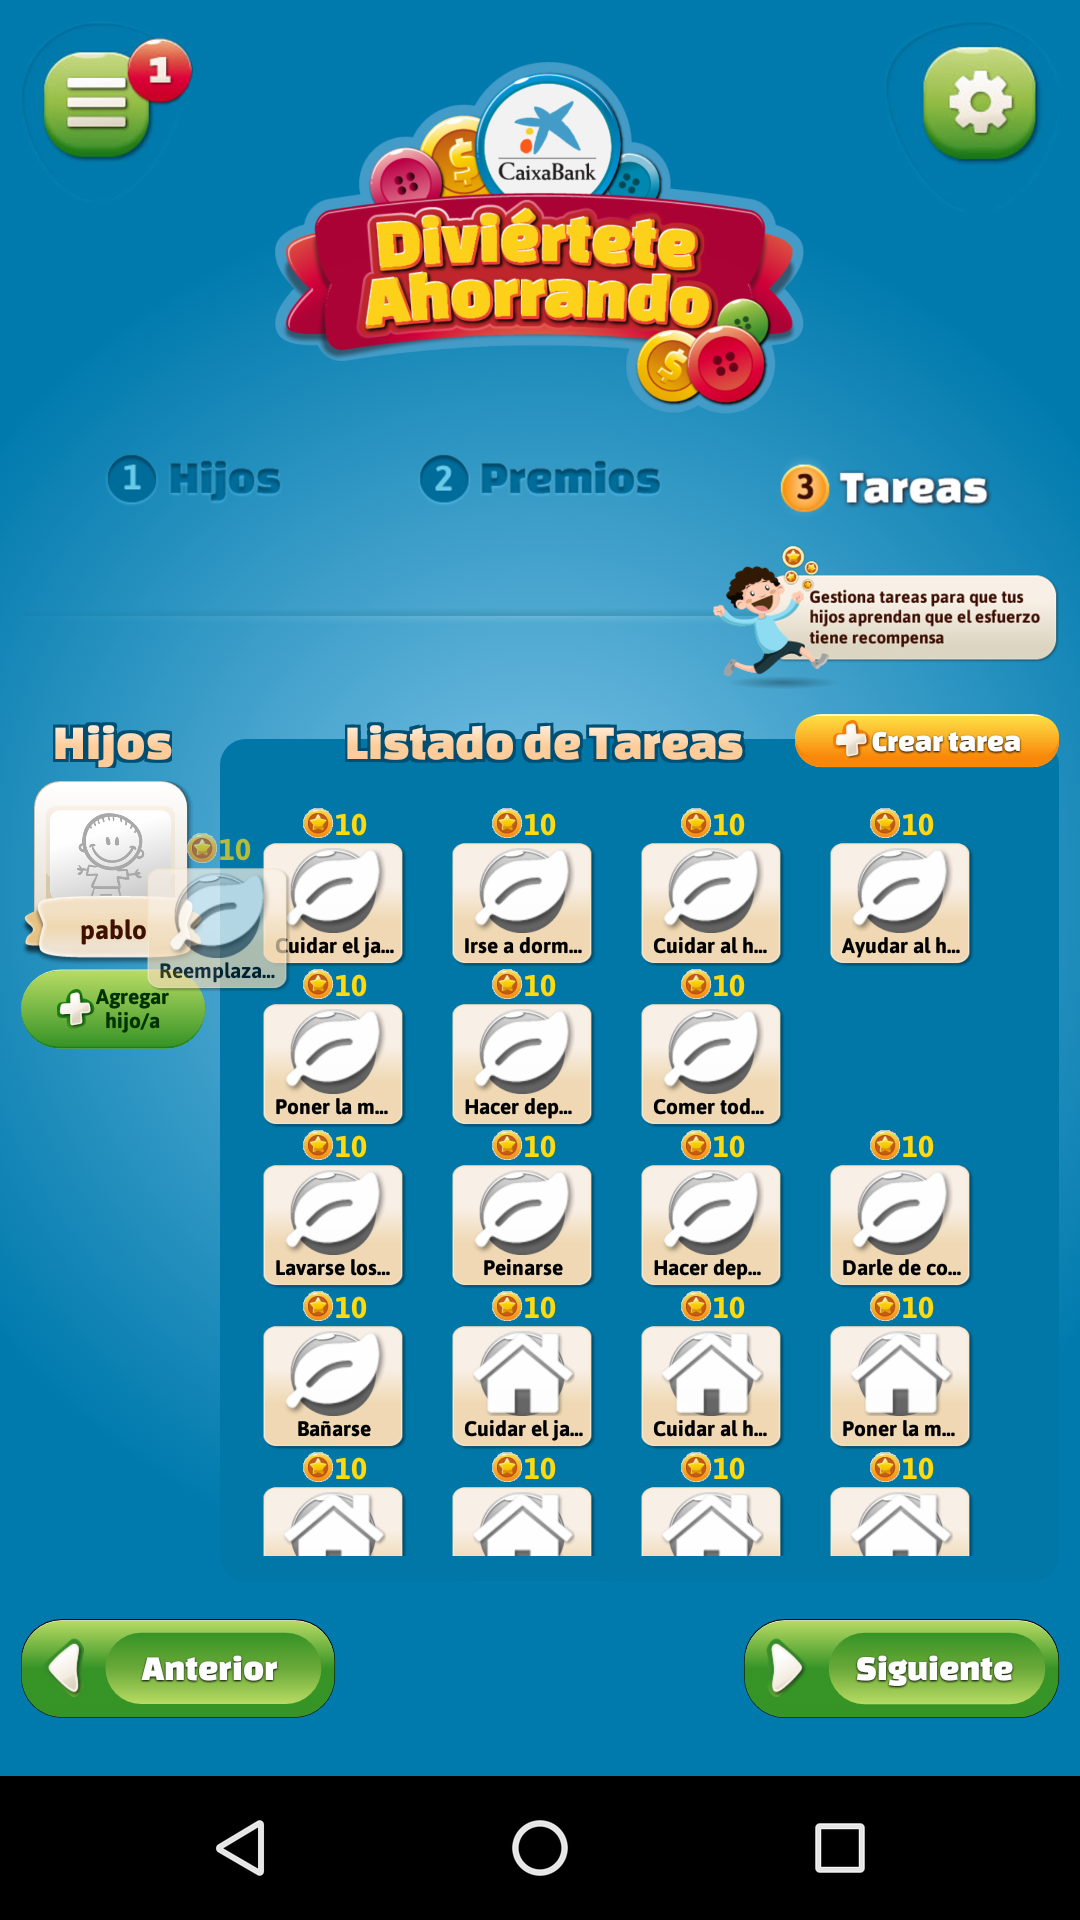 1
CaixaBank
Diviértete
Ahorrando
1 Hijos
2 Premios
3 Tareas
Gestiona tareas para que tus
hijos aprendan que el esfuerzo
tiene recompensa
Hijos
Listado de Tareas
Crear tarea
pablo
Agregar
hijo/a
10
Reemplaza...
10 10 10 10
Cuidar el ja... Irse a dorm... Cuidar al h... Ayudar al h...
10 10 10
Poner la m... Hacer dep... Comer tod...
10 10 10 10
Lavarse los... Peinarse Hacer dep... Darle de co...
10 10 10 10
Bañarse Cuidar el ja... Cuidar al h... Poner la m...
10 10 10 10
Anterior
Siguiente